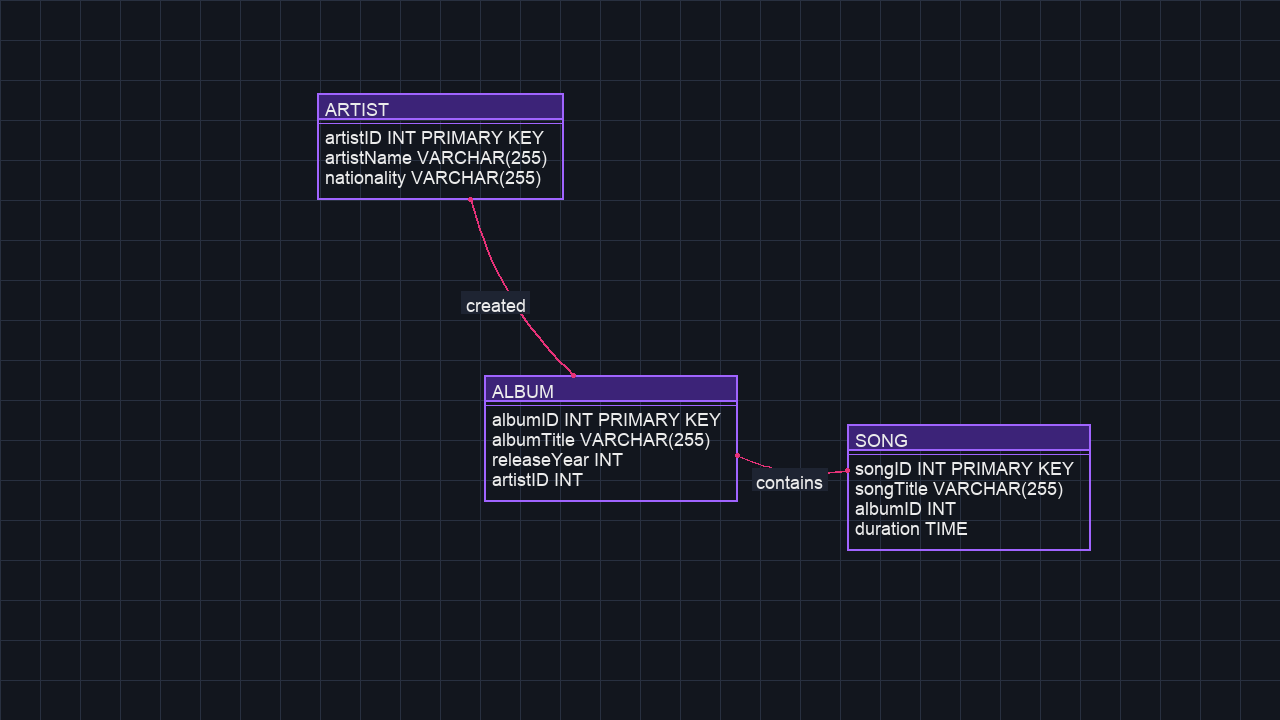 ARTIST
artistID INT PRIMARY KEY
artistName VARCHAR(255)
nationality VARCHAR(255)
created
ALBUM
albumID INT PRIMARY KEY
albumTitle VARCHAR(255)
releaseYear INT
artistID INT
contains
SONG
songID INT PRIMARY KEY
songTitle VARCHAR(255)
albumID INT
duration TIME